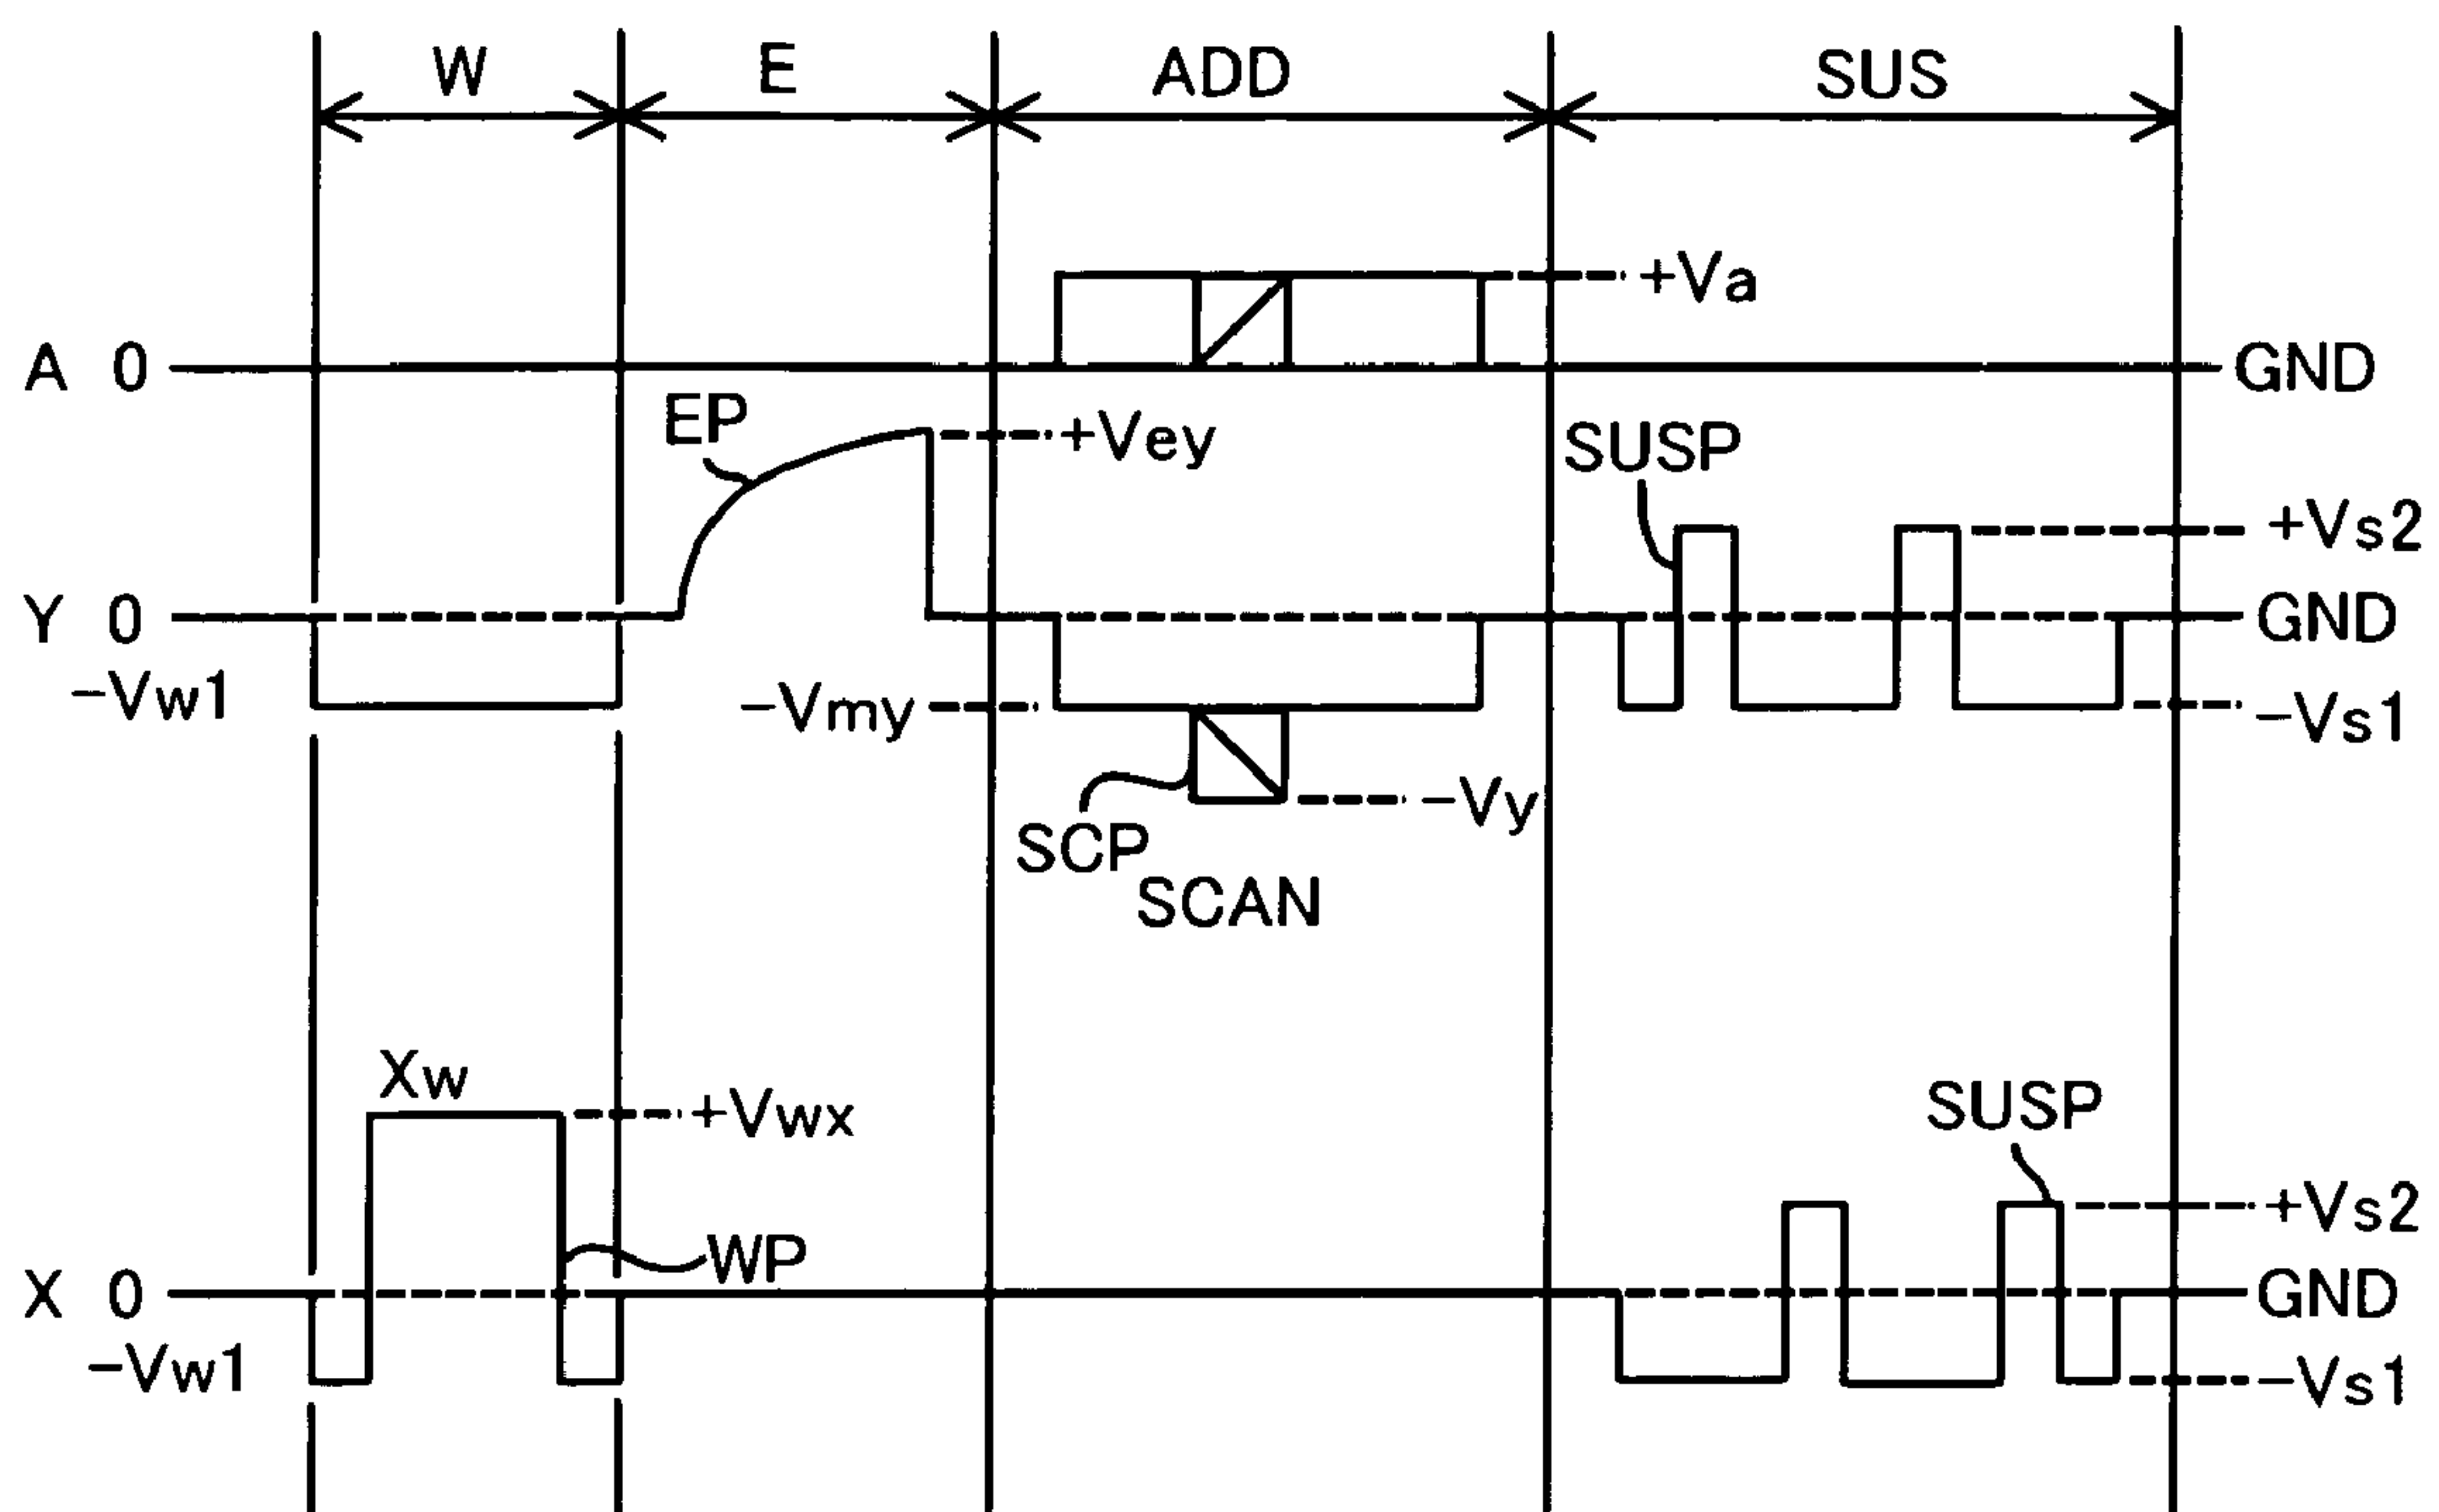 W E ADD SUS
+Va
A 0 GND
EP +Vey SUSP
+Vs2
Y 0 GND
-Vw1 -Vmy -Vs1
-Vy
SCP
SCAN
Xw +Vwx SUSP
+Vs2
WP
X 0 GND
-Vw1 -Vs1